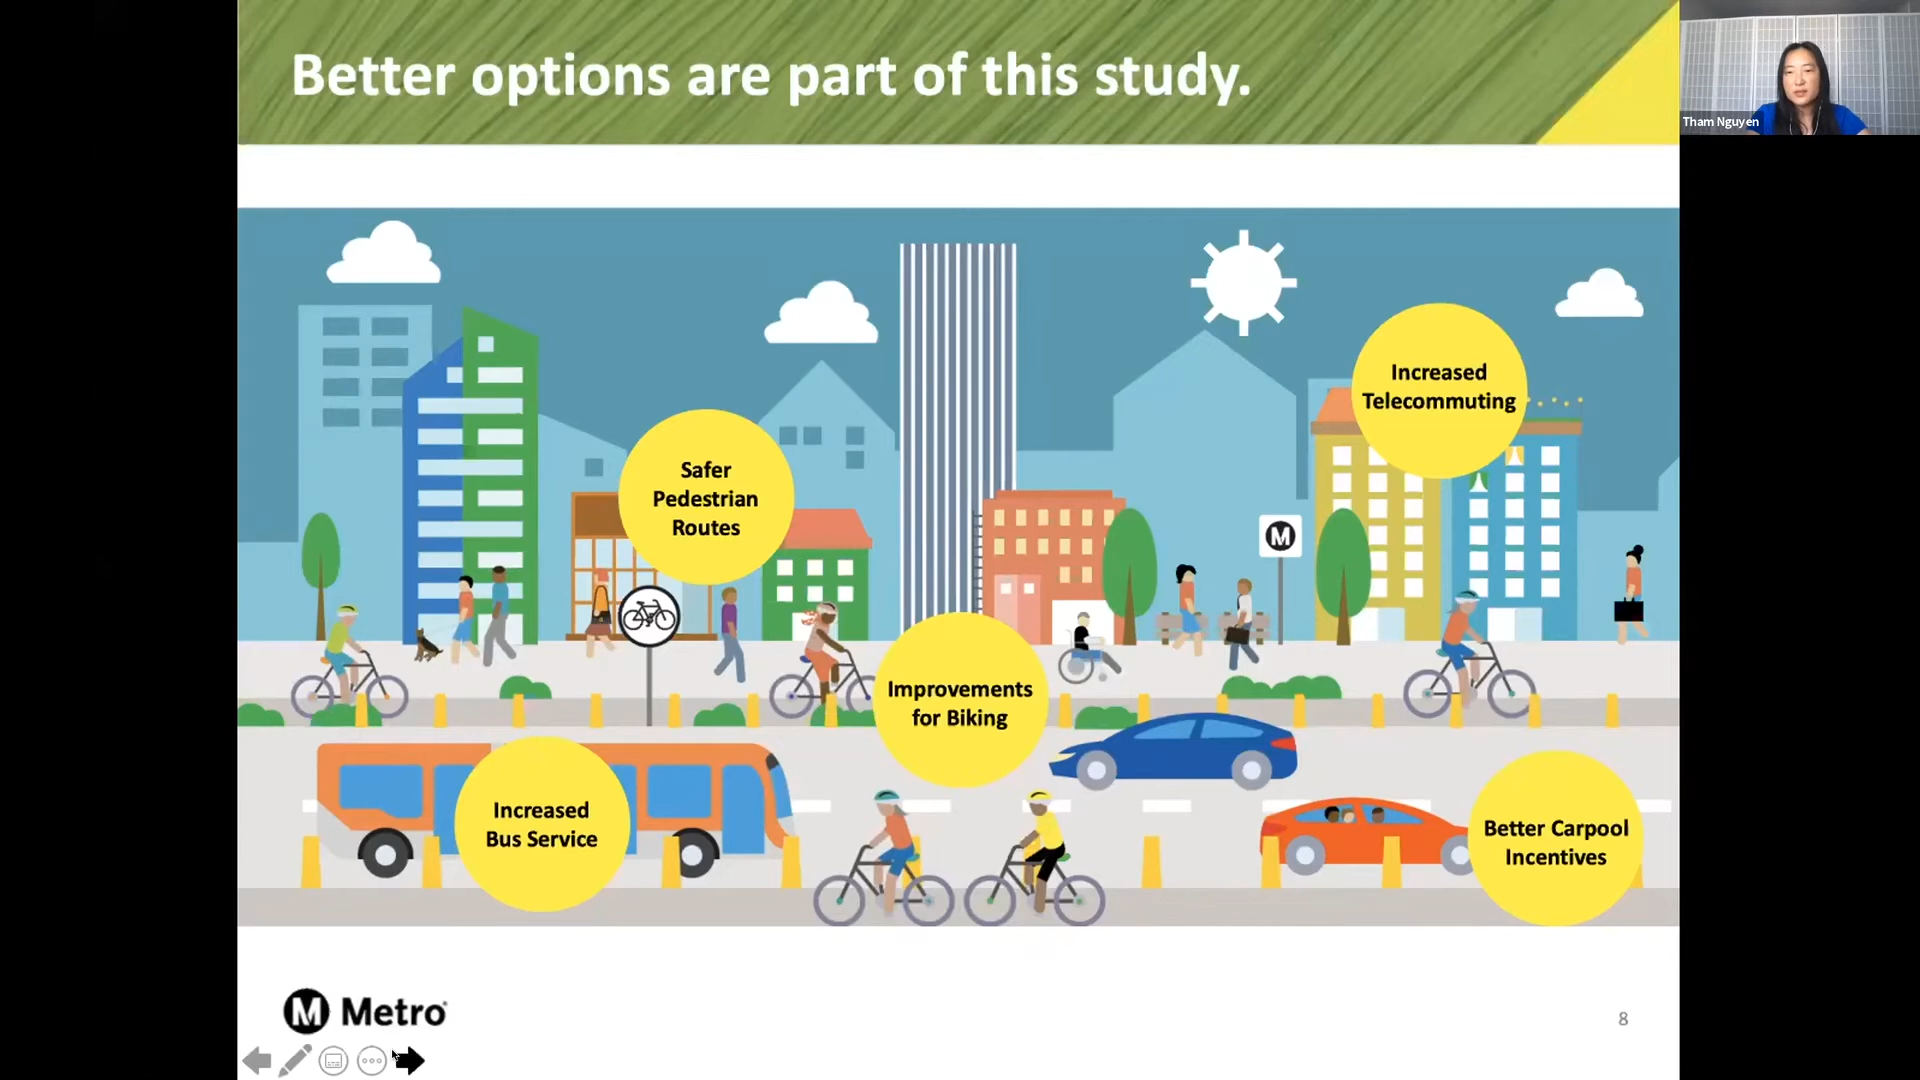 Better options are part of this study.
Tham Nguyen
Increased
Telecommuting
Safer
Pedestrian
Routes
M
Improvements
for Biking
Increased
Bus Service
Better Carpool
Incentives
M Metro
8